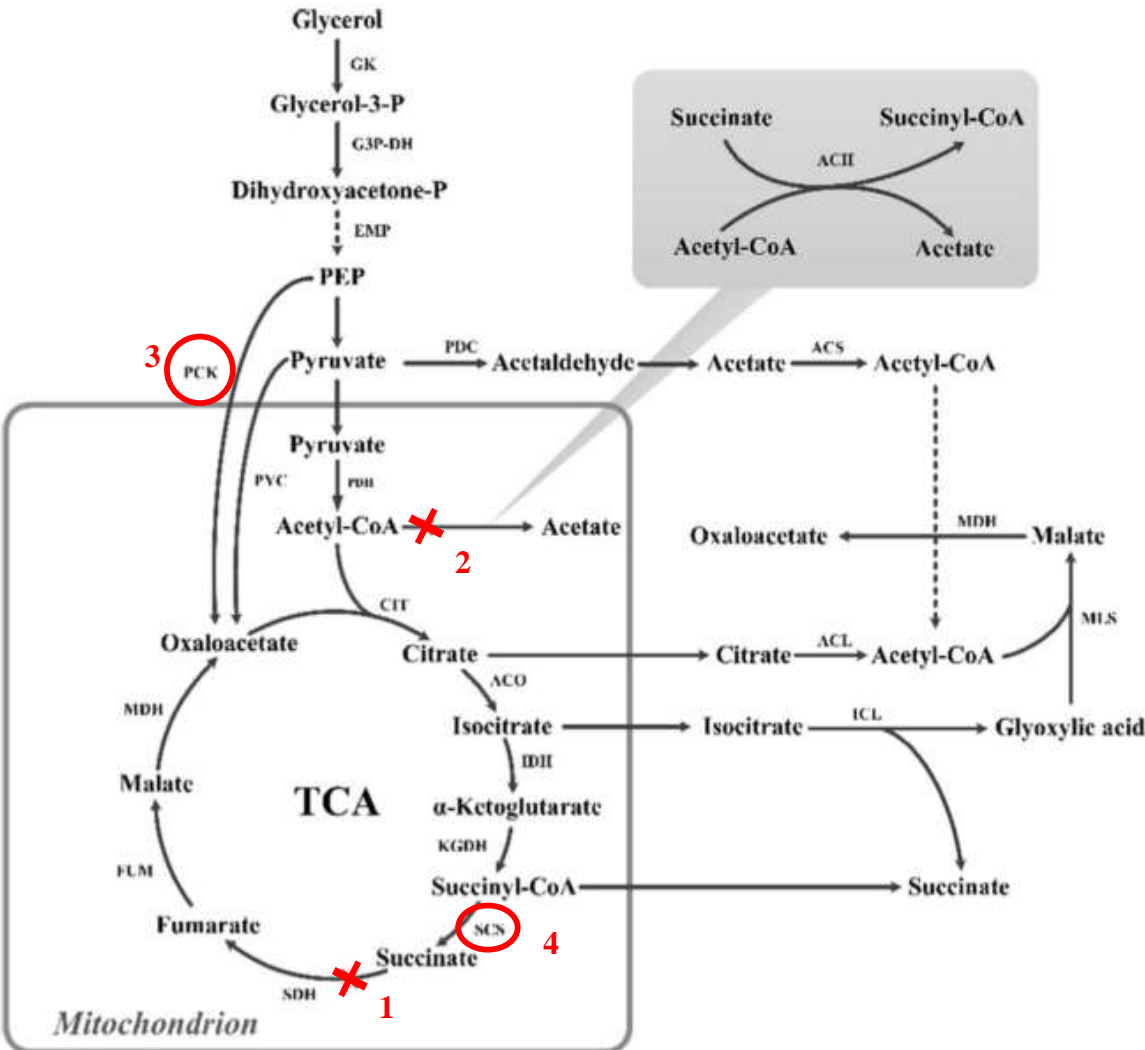 Glycerol
GK
Glycerol-3-P
G3P-DH
Dihydroxyacetone-P
EMP
PEP
Succinate
Succinyl-CoA
ACH
Acetyl-CoA
Acetate
3
PCK
Pyruvate
PDC
Acetaldehyde
Acetate
ACS
Acetyl-CoA
Pyruvate
PYC
PDH
Acetyl-CoA
2
Acetate
Oxaloacetate
MDH
Malate
CIT
Oxaloacetate
Citrate
Citrate
ACL
Acetyl-CoA
MLS
ACO
MDH
Isocitrate
Isocitrate
ICL
Glyoxylic acid
IDH
Malate
TCA
α-Ketoglutarate
KGDH
FUM
Succinyl-CoA
Succinate
Fumarate
SCS
4
Succinate
SDH
1
Mitochondrion